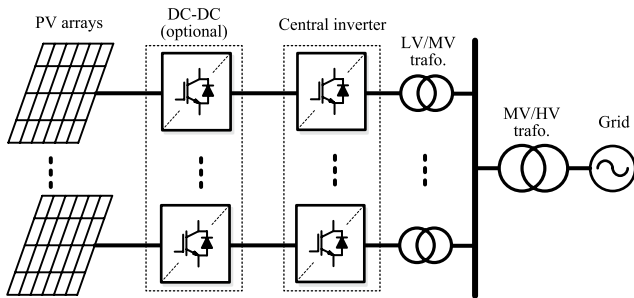 PV arrays
DC-DC
(optional)
Central inverter
LV/MV
trafo.
MV/HV
trafo.
Grid